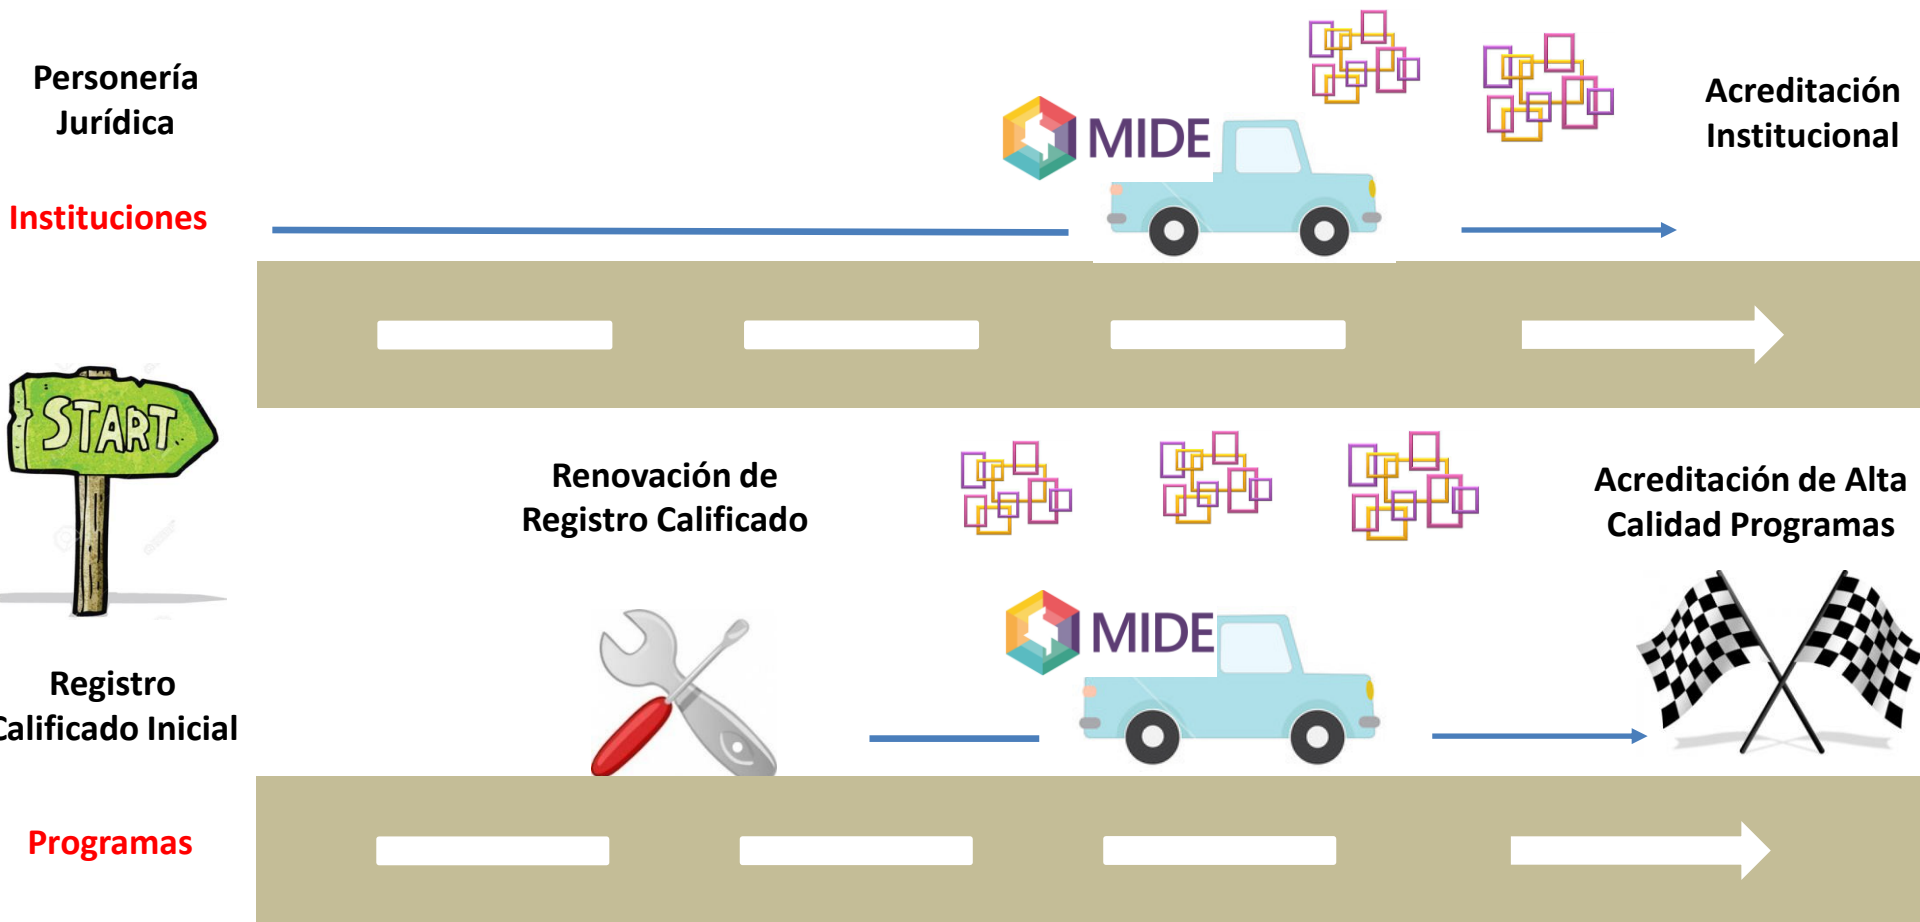 Personería
Jurídica
Instituciones
MIDE
Acreditación
Institucional
START
Renovación de
Registro Calificado
Acreditación de Alta
Calidad Programas
MIDE
Registro
Calificado Inicial
Programas